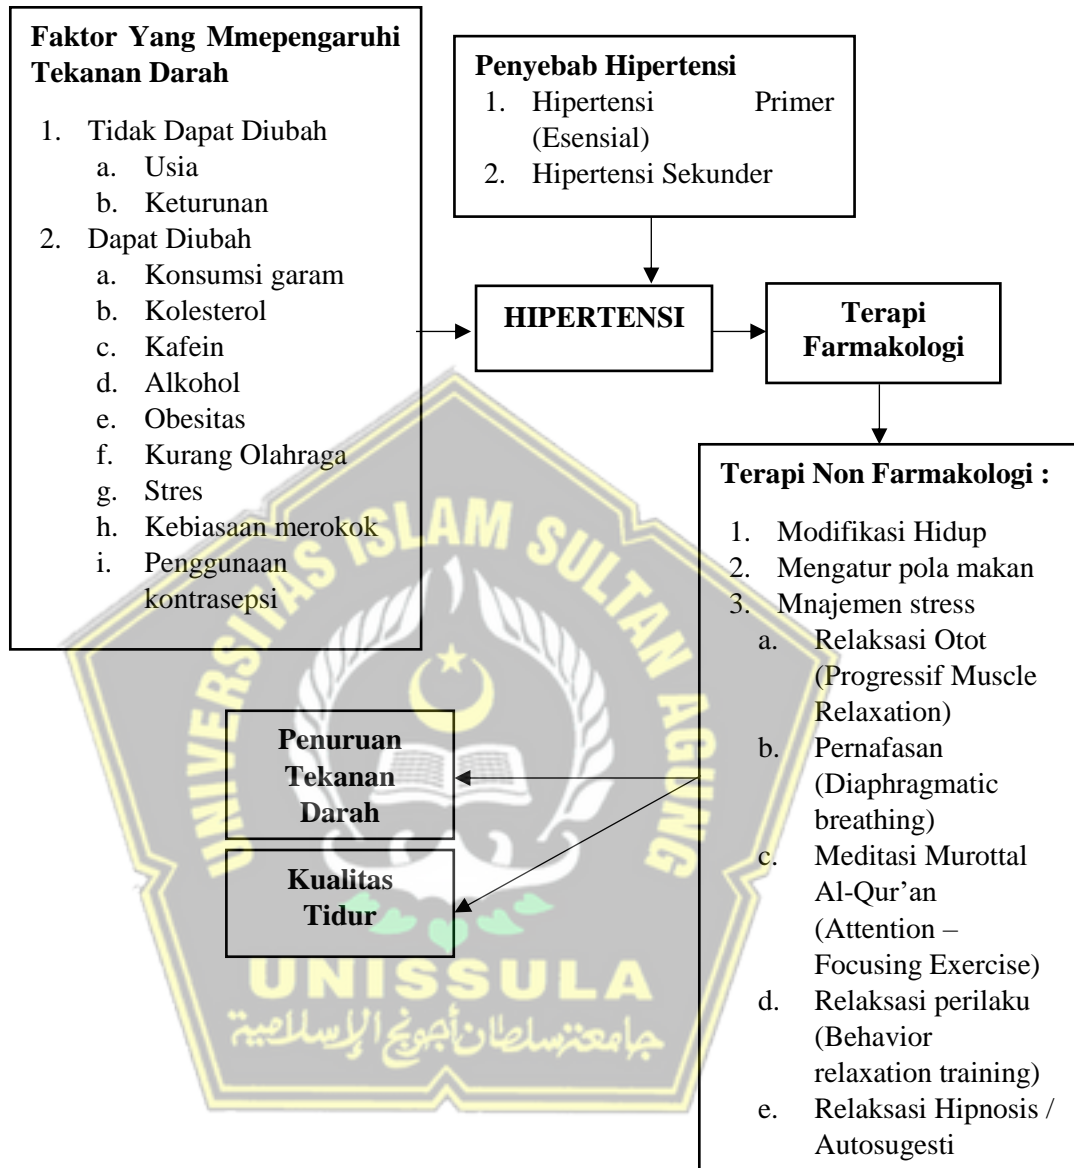 Faktor Yang Mmepengaruhi
Tekanan Darah
1. Tidak Dapat Diubah
a. Usia
b. Keturunan
2. Dapat Diubah
a. Konsumsi garam
b. Kolesterol
c. Kafein
d. Alkohol
e. Obesitas
f. Kurang Olahraga
g. Stres
h. Kebiasaan merokok
i. Penggunaan
kontrasepsi
Penyebab Hipertensi
1. Hipertensi Primer
(Esensial)
2. Hipertensi Sekunder
HIPERTENSI
Terapi
Farmakologi
Terapi Non Farmakologi :
1. Modifikasi Hidup
2. Mengatur pola makan
3. Mnajemen stress
a. Relaksasi Otot
(Progressif Muscle
Relaxation)
b. Pernafasan
(Diaphragmatic
breathing)
c. Meditasi Murottal
Al-Qur’an
(Attention –
Focusing Exercise)
d. Relaksasi perilaku
(Behavior
relaxation training)
e. Relaksasi Hipnosis /
Autosugesti
Penuruan
Tekanan
Darah
Kualitas
Tidur
UNIVERSITAS ISLAM SULTAN AGUNG
UNISSULA
جامعة سلطان أجونج الإسلامية